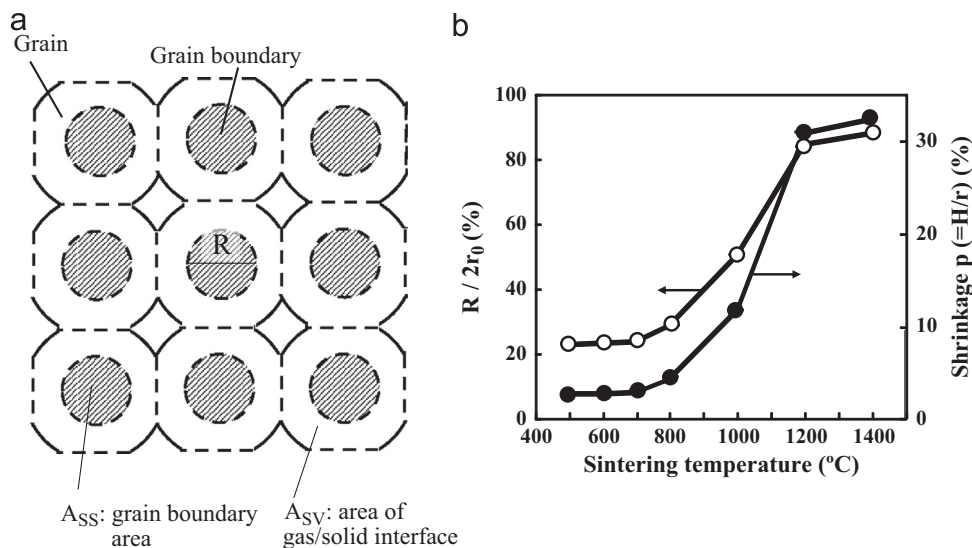 a
Grain
Grain boundary
R
A_SS: grain boundary
area
A_SV: area of
gas/solid interface
b
100
80
60
40
20
0
R / 2r₀ (%)
30
20
10
0
Shrinkage p (=H/r) (%)
400 600 800 1000 1200 1400
Sintering temperature (ºC)